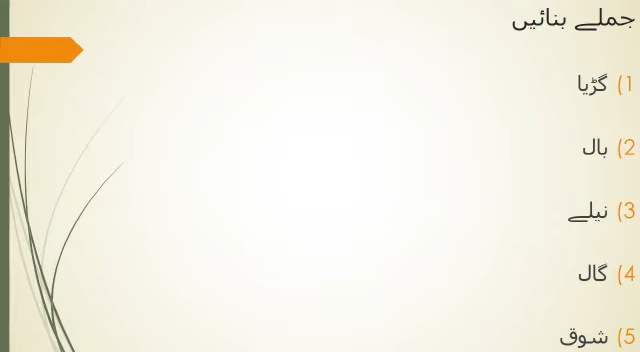 جملے بنائیں
1) گڑیا
2) بال
3) نیلے
4) گال
5) شوق